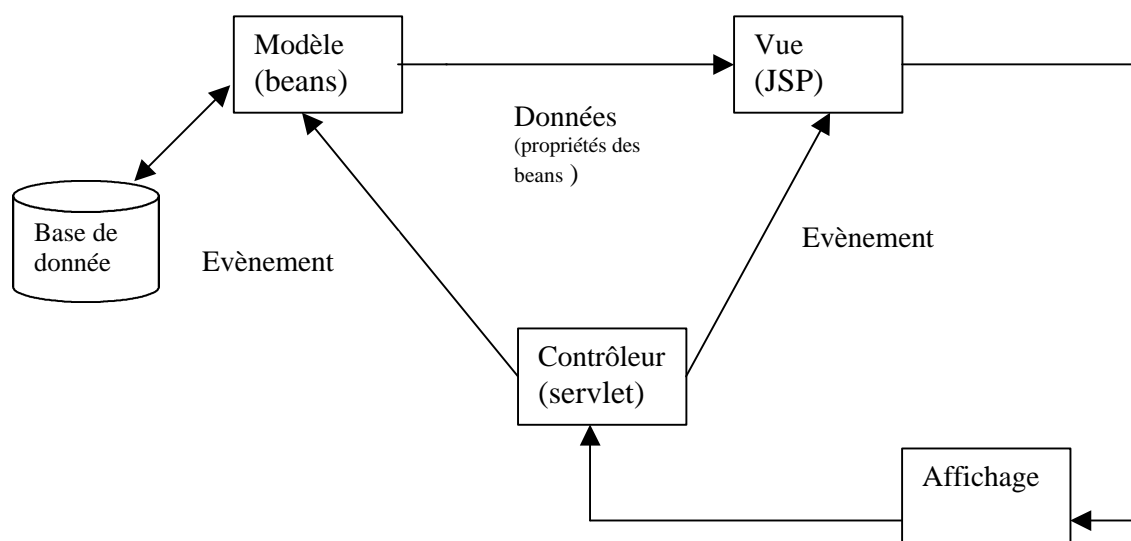 Modèle
(beans)
Vue
(JSP)
Données
(propriétés des
beans )
Base de
donnée
Evènement
Evènement
Contrôleur
(servlet)
Affichage